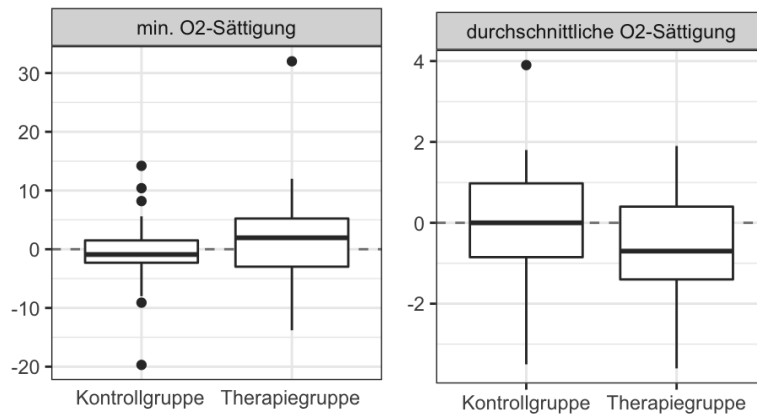 min. O2-Sättigung
30
20
10
0
-10
-20
Kontrollgruppe Therapiegruppe
durchschnittliche O2-Sättigung
4
2
0
-2
Kontrollgruppe Therapiegruppe